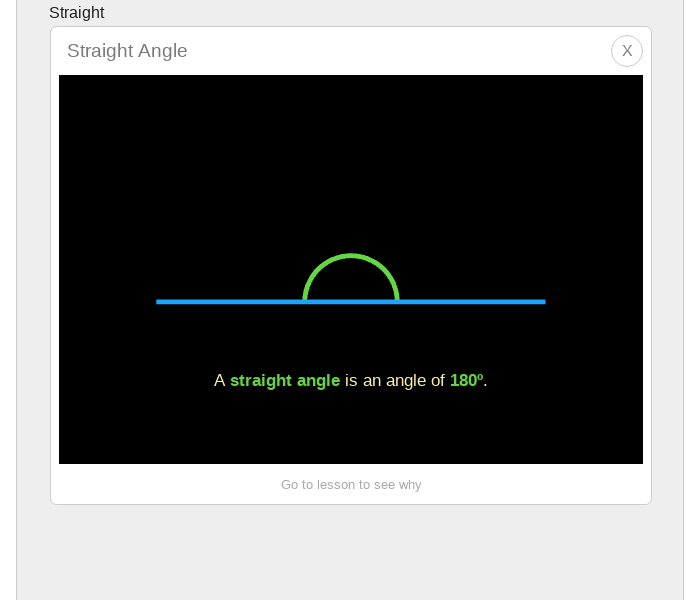 Straight
Straight Angle
X
A straight angle is an angle of 180º.
Go to lesson to see why